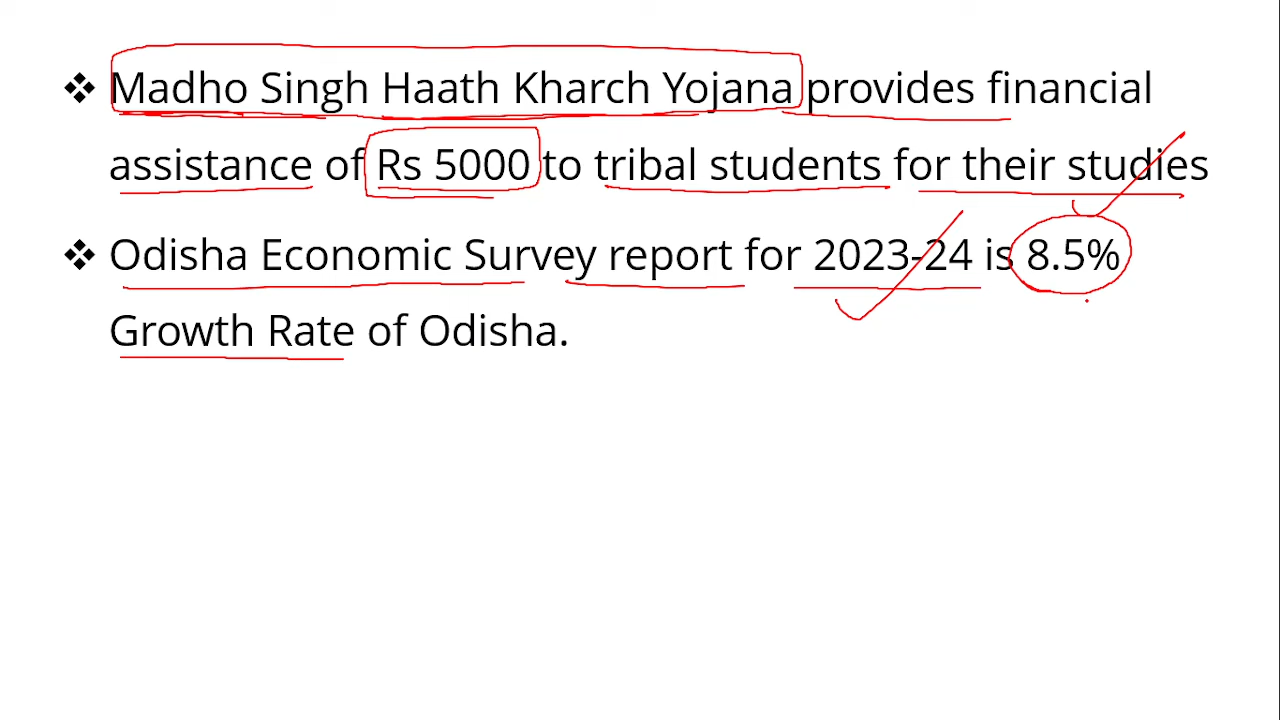 ❖ Madho Singh Haath Kharch Yojana provides financial
assistance of Rs 5000 to tribal students for their studies
❖ Odisha Economic Survey report for 2023-24 is 8.5%
Growth Rate of Odisha.